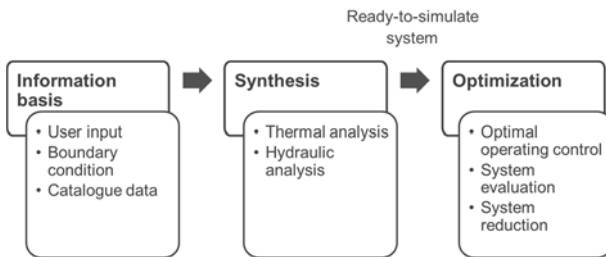 Ready-to-simulate
system
Information
basis
• User input
• Boundary
condition
• Catalogue data
Synthesis
• Thermal analysis
• Hydraulic
analysis
Optimization
• Optimal
operating control
• System
evaluation
• System
reduction